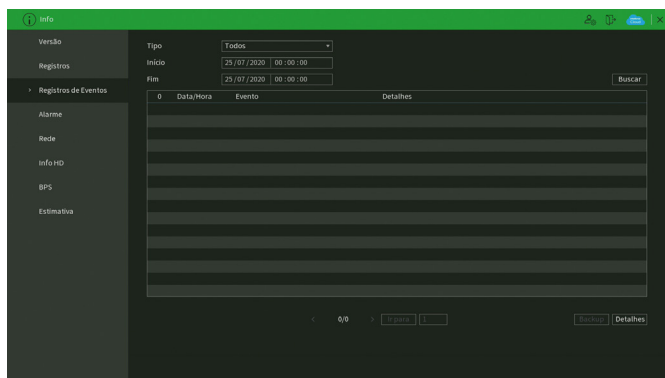 Info
Versão
Registros
Registros de Eventos
Alarme
Rede
Info HD
BPS
Estimativa
Tipo Todos
Início 25/07/2020 00:00:00
Fim 25/07/2020 00:00:00 Buscar
0 Data/Hora Evento Detalhes
< 0/0 > Ir para 1 Backup Detalhes